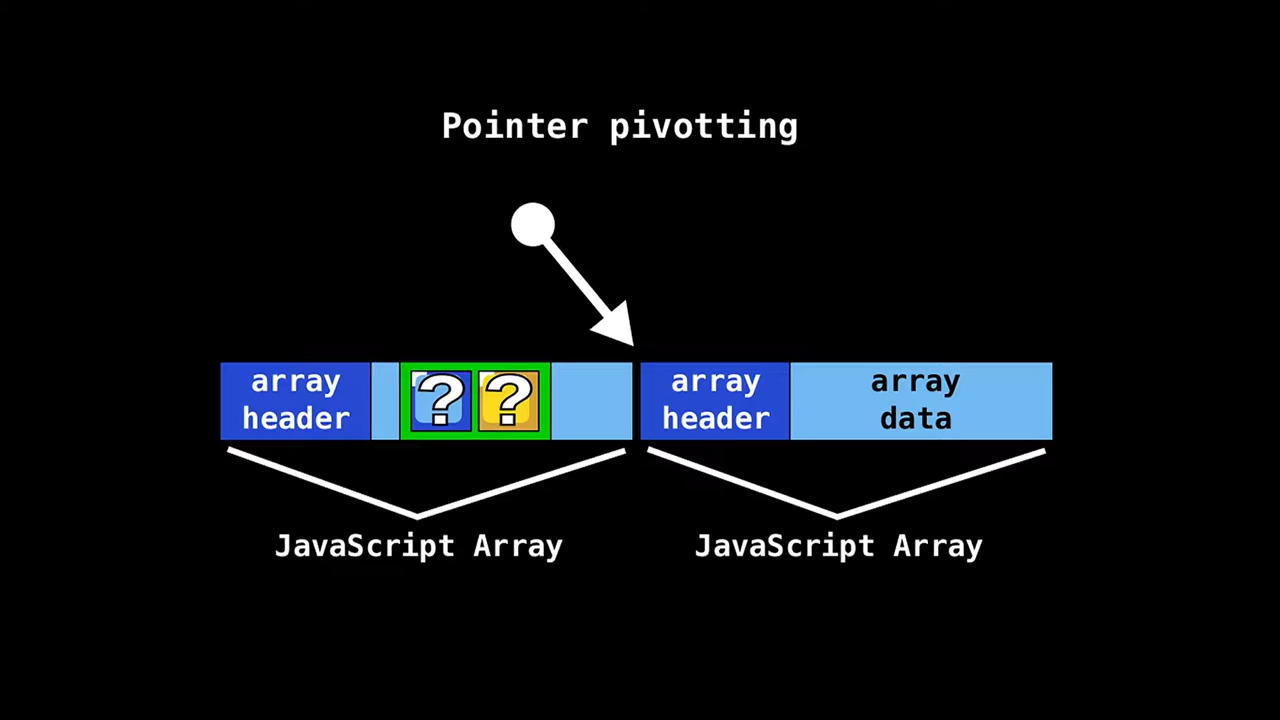 Pointer pivotting
array
header
? ?
array
header
array
data
JavaScript Array
JavaScript Array